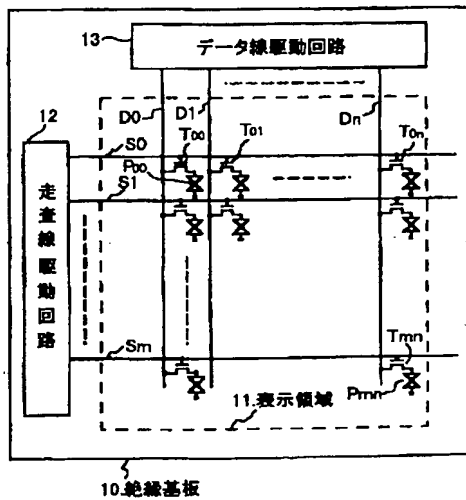 13
データ線駆動回路
D0
D1
Dn
12
走査線駆動回路
S0
T00
T01
T0n
P00
S1
Sm
Tmn
Pmn
11.表示領域
10.絶縁基板